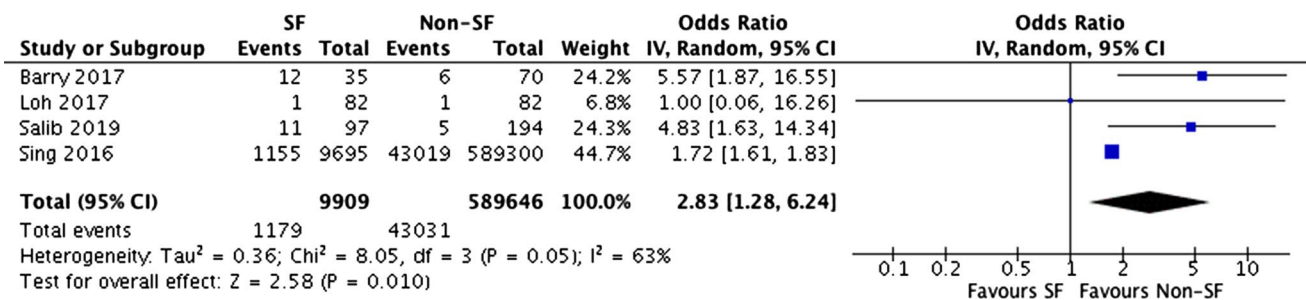 SF Non-SF Odds Ratio Odds Ratio
Study or Subgroup Events Total Events Total Weight IV, Random, 95% CI IV, Random, 95% CI
Barry 2017 12 35 6 70 24.2% 5.57 [1.87, 16.55]
Loh 2017 1 82 1 82 6.8% 1.00 [0.06, 16.26]
Salib 2019 11 97 5 194 24.3% 4.83 [1.63, 14.34]
Sing 2016 1155 9695 43019 589300 44.7% 1.72 [1.61, 1.83]
Total (95% CI) 9909 589646 100.0% 2.83 [1.28, 6.24]
Total events 1179 43031
Heterogeneity: Tau² = 0.36; Chi² = 8.05, df = 3 (P = 0.05); I² = 63%
Test for overall effect: Z = 2.58 (P = 0.010)
0.1 0.2 0.5 1 2 5 10
Favours SF Favours Non-SF